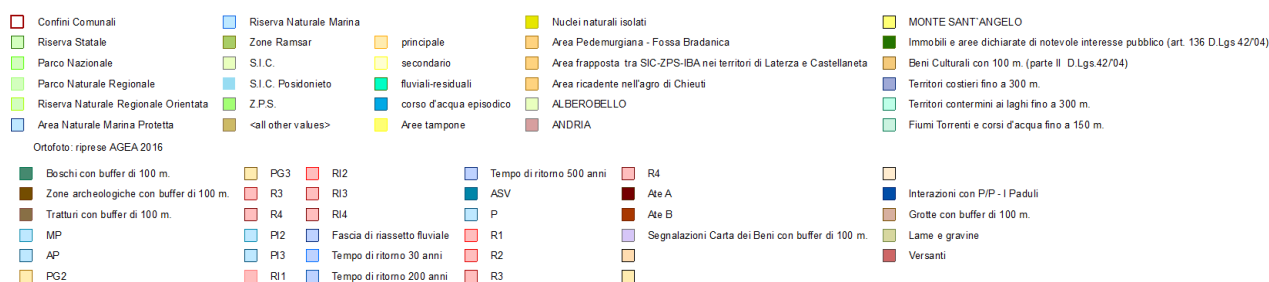 Confini Comunali
Riserva Statale
Parco Nazionale
Parco Naturale Regionale
Riserva Naturale Regionale Orientata
Area Naturale Marina Protetta
Riserva Naturale Marina
Zone Ramsar
S.I.C.
S.I.C. Posidonieto
Z.P.S.
<all other values>
principale
secondario
fluviali-residuali
corso d'acqua episodico
Aree tampone
Nuclei naturali isolati
Area Pedemurgiana - Fossa Bradanica
Area frapposta tra SIC-ZPS-IBA nei territori di Laterza e Castellaneta
Area ricadente nell'agro di Chieuti
ALBEROBELLO
ANDRIA
MONTE SANT`ANGELO
Immobili e aree dichiarate di notevole interesse pubblico (art. 136 D.Lgs 42/'04)
Beni Culturali con 100 m. (parte II D.Lgs.42/'04)
Territori costieri fino a 300 m.
Territori contermini ai laghi fino a 300 m.
Fiumi Torrenti e corsi d'acqua fino a 150 m.
Ortofoto: riprese AGEA 2016
Boschi con buffer di 100 m.
Zone archeologiche con buffer di 100 m.
Tratturi con buffer di 100 m.
MP
AP
PG2
PG3
R3
R4
PI2
PI3
RI1
RI2
RI3
RI4
Fascia di riassetto fluviale
Tempo di ritorno 30 anni
Tempo di ritorno 200 anni
Tempo di ritorno 500 anni
ASV
P
R1
R2
R3
R4
Ate A
Ate B
Segnalazioni Carta dei Beni con buffer di 100 m.
Interazioni con P/P - I Paduli
Grotte con buffer di 100 m.
Lame e gravine
Versanti